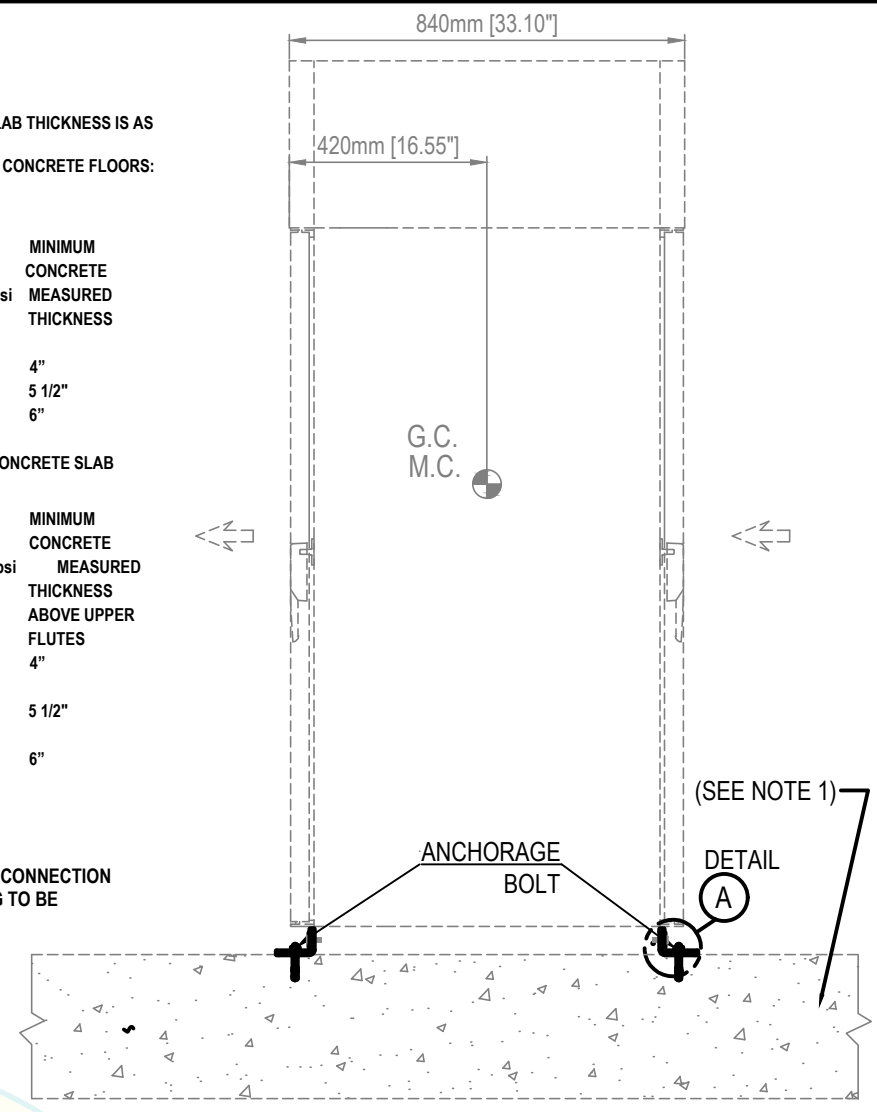 840mm [33.10"]
LAB THICKNESS IS AS
420mm [16.55"]
CONCRETE FLOORS:
MINIMUM
CONCRETE
si MEASURED
THICKNESS
4”
5 1/2"
6”
G.C.
M.C.
ONCRETE SLAB
MINIMUM
CONCRETE
osi MEASURED
THICKNESS
ABOVE UPPER
FLUTES
4”
5 1/2"
6”
(SEE NOTE 1)
ANCHORAGE
BOLT
DETAIL
A
CONNECTION
G TO BE